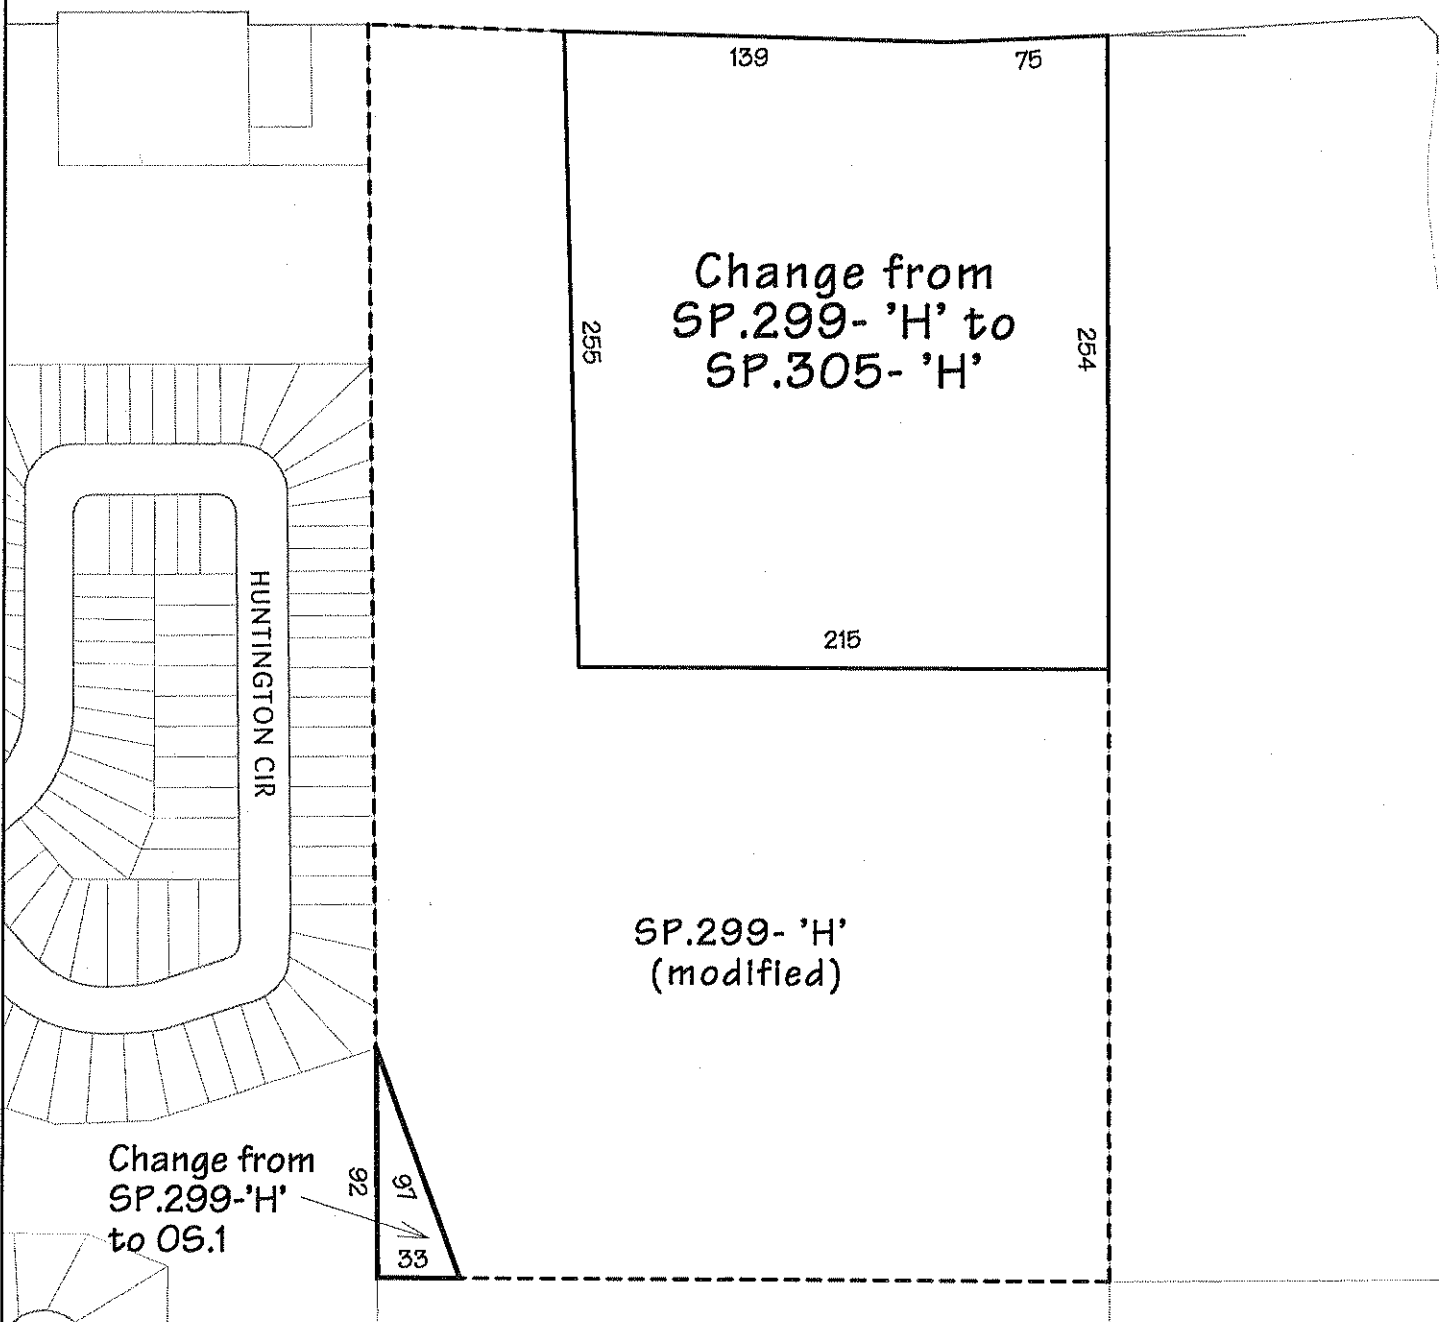 139
75
Change from
SP.299- 'H' to
SP.305- 'H'
255
254
215
HUNTINGTON CIR
SP.299- 'H'
(modified)
Change from
SP.299-'H'
to OS.1
92
97
33